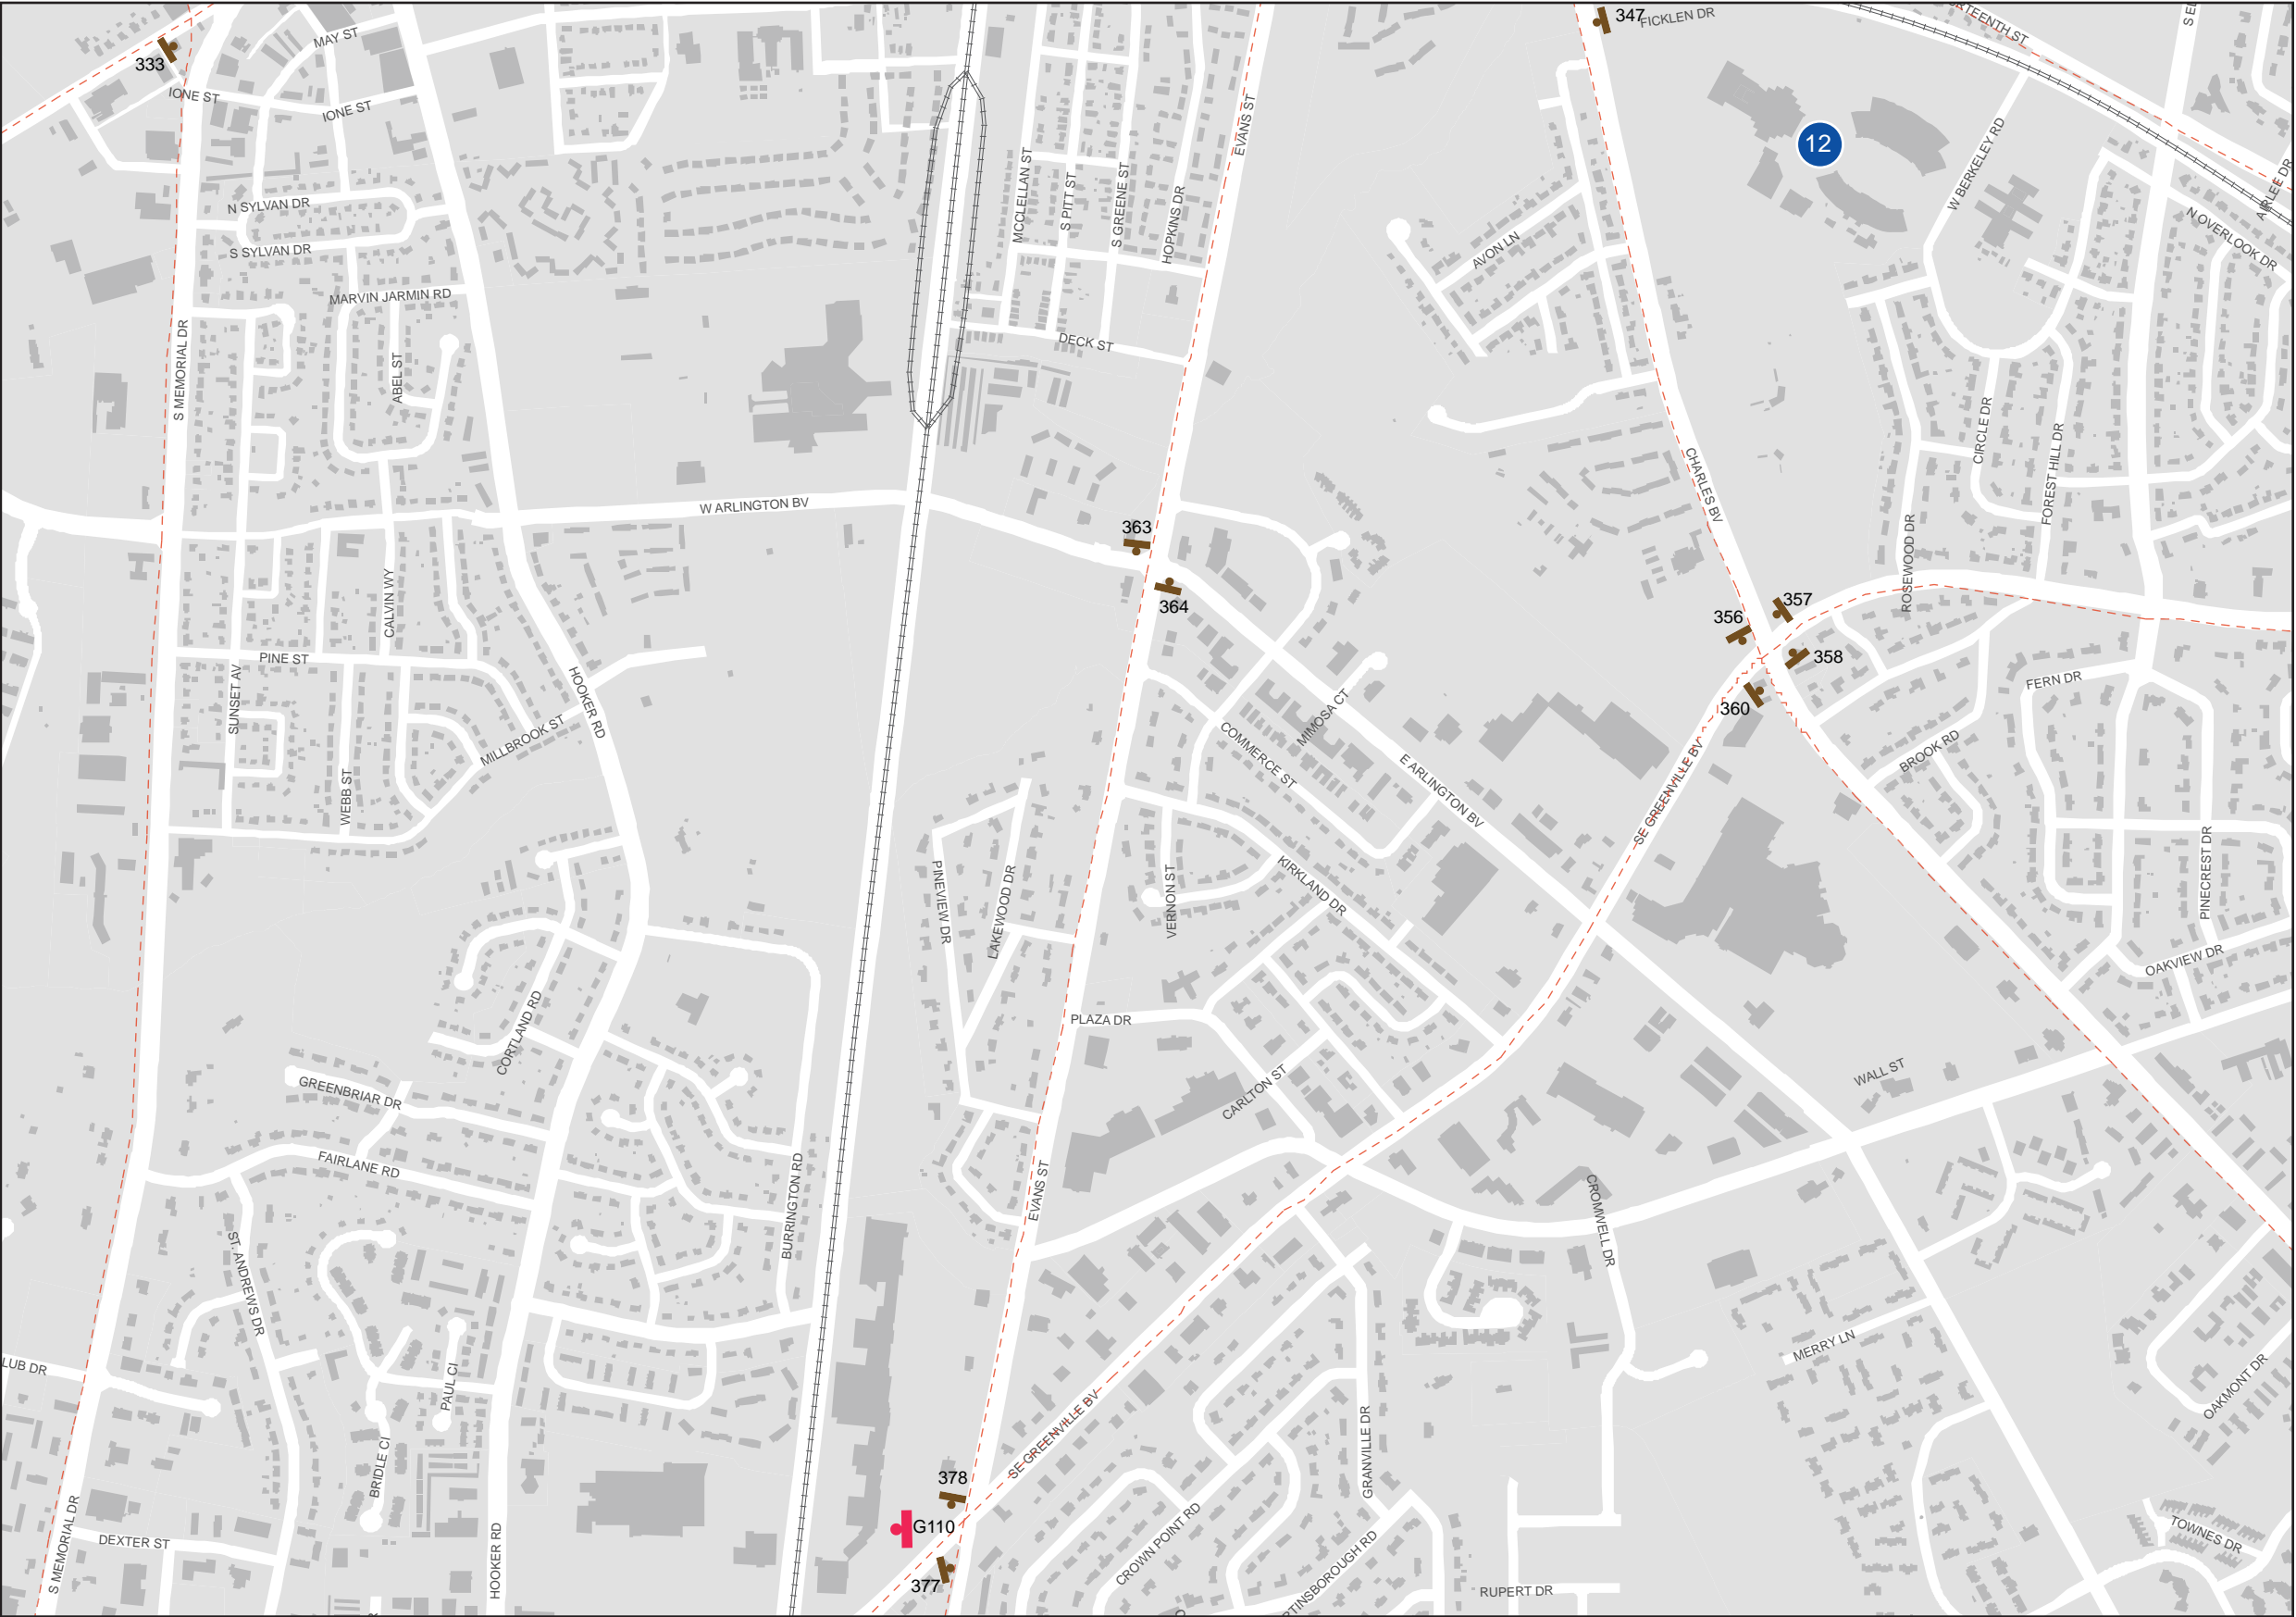 347
FICKLEN DR
MAY ST
333
IONE ST
IONE ST
12
EVANS ST
MCCLELLAN ST
S PITT ST
S GREENE ST
HOPKINS DR
W BERKELEY RD
AIRLEE DR
N OVERLOOK DR
N SYLVAN DR
S SYLVAN DR
AVON LN
MARVIN JARMIN RD
S MEMORIAL DR
ABEL ST
DECK ST
CIRCLE DR
FOREST HILL DR
CHARLES BV
W ARLINGTON BV
363
364
ROSEWOOD DR
CALVIN WY
356
357
358
360
PINE ST
SUNSET AV
HOOKER RD
MILLBROOK ST
WEBB ST
FERN DR
MIMOSA CT
COMMERCE ST
E ARLINGTON BV
SE GREENVILLE BV
BROOK RD
PINEVIEW DR
LAKEWOOD DR
VERNON ST
KIRKLAND DR
PINECREST DR
OAKVIEW DR
CORTLAND RD
PLAZA DR
CARLTON ST
WALL ST
GREENBRIAR DR
FAIRLANE RD
BURRINGTON RD
EVANS ST
CROMWELL DR
ST. ANDREWS DR
LUB DR
PAUL CI
BRIDLE CI
MERRY LN
OAKMONT DR
SE GREENVILLE BV
GRANVILLE DR
378
G110
377
S MEMORIAL DR
DEXTER ST
HOOKER RD
CROWN POINT RD
TINSBOROUGH RD
RUPERT DR
TOWNES DR